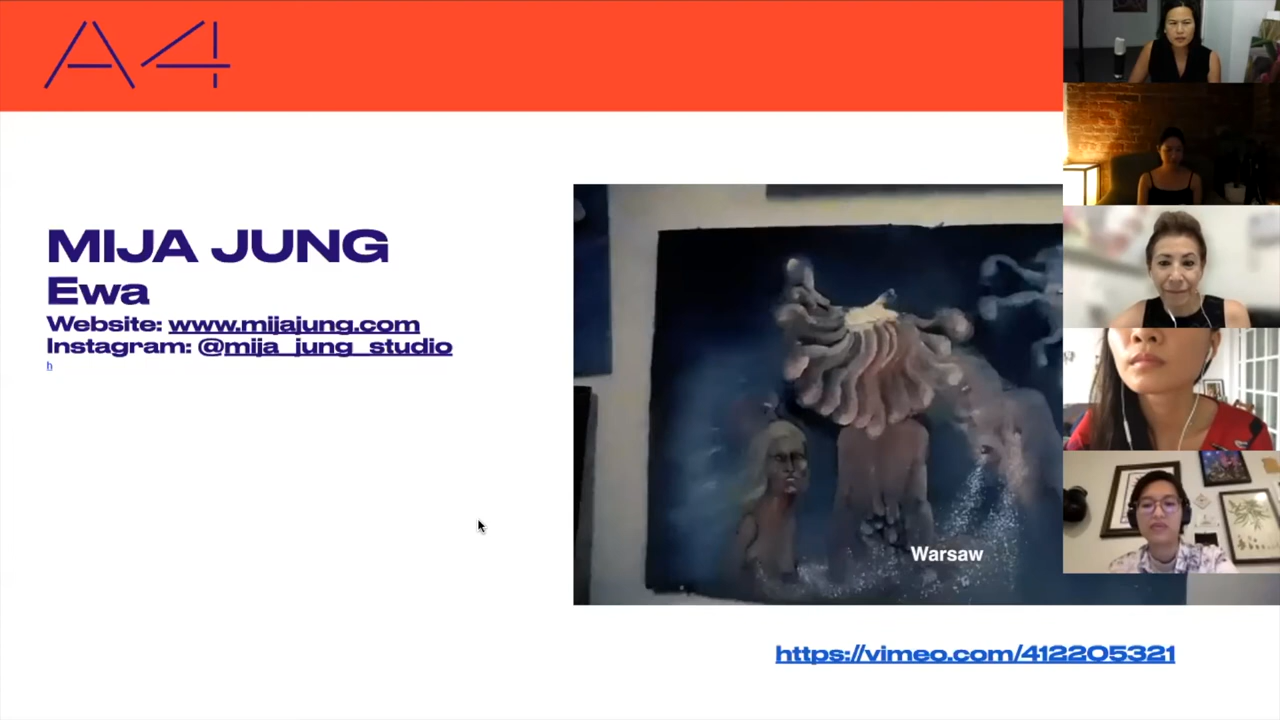 A4
MIJA JUNG
Ewa
Website: www.mijajung.com
Instagram: @mija_jung_studio
h
Warsaw
https://vimeo.com/412205321